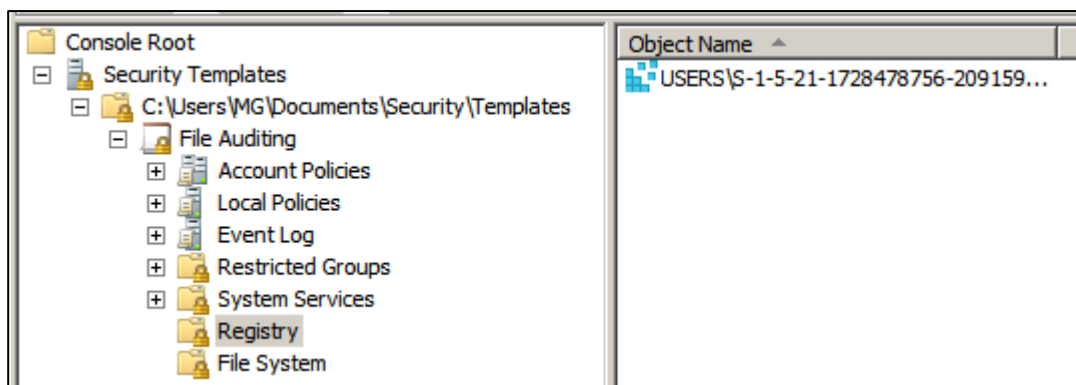 Console Root
Security Templates
C:\Users\MG\Documents\Security\Templates
File Auditing
Account Policies
Local Policies
Event Log
Restricted Groups
System Services
Registry
File System
Object Name
USERS\S-1-5-21-1728478756-209159...